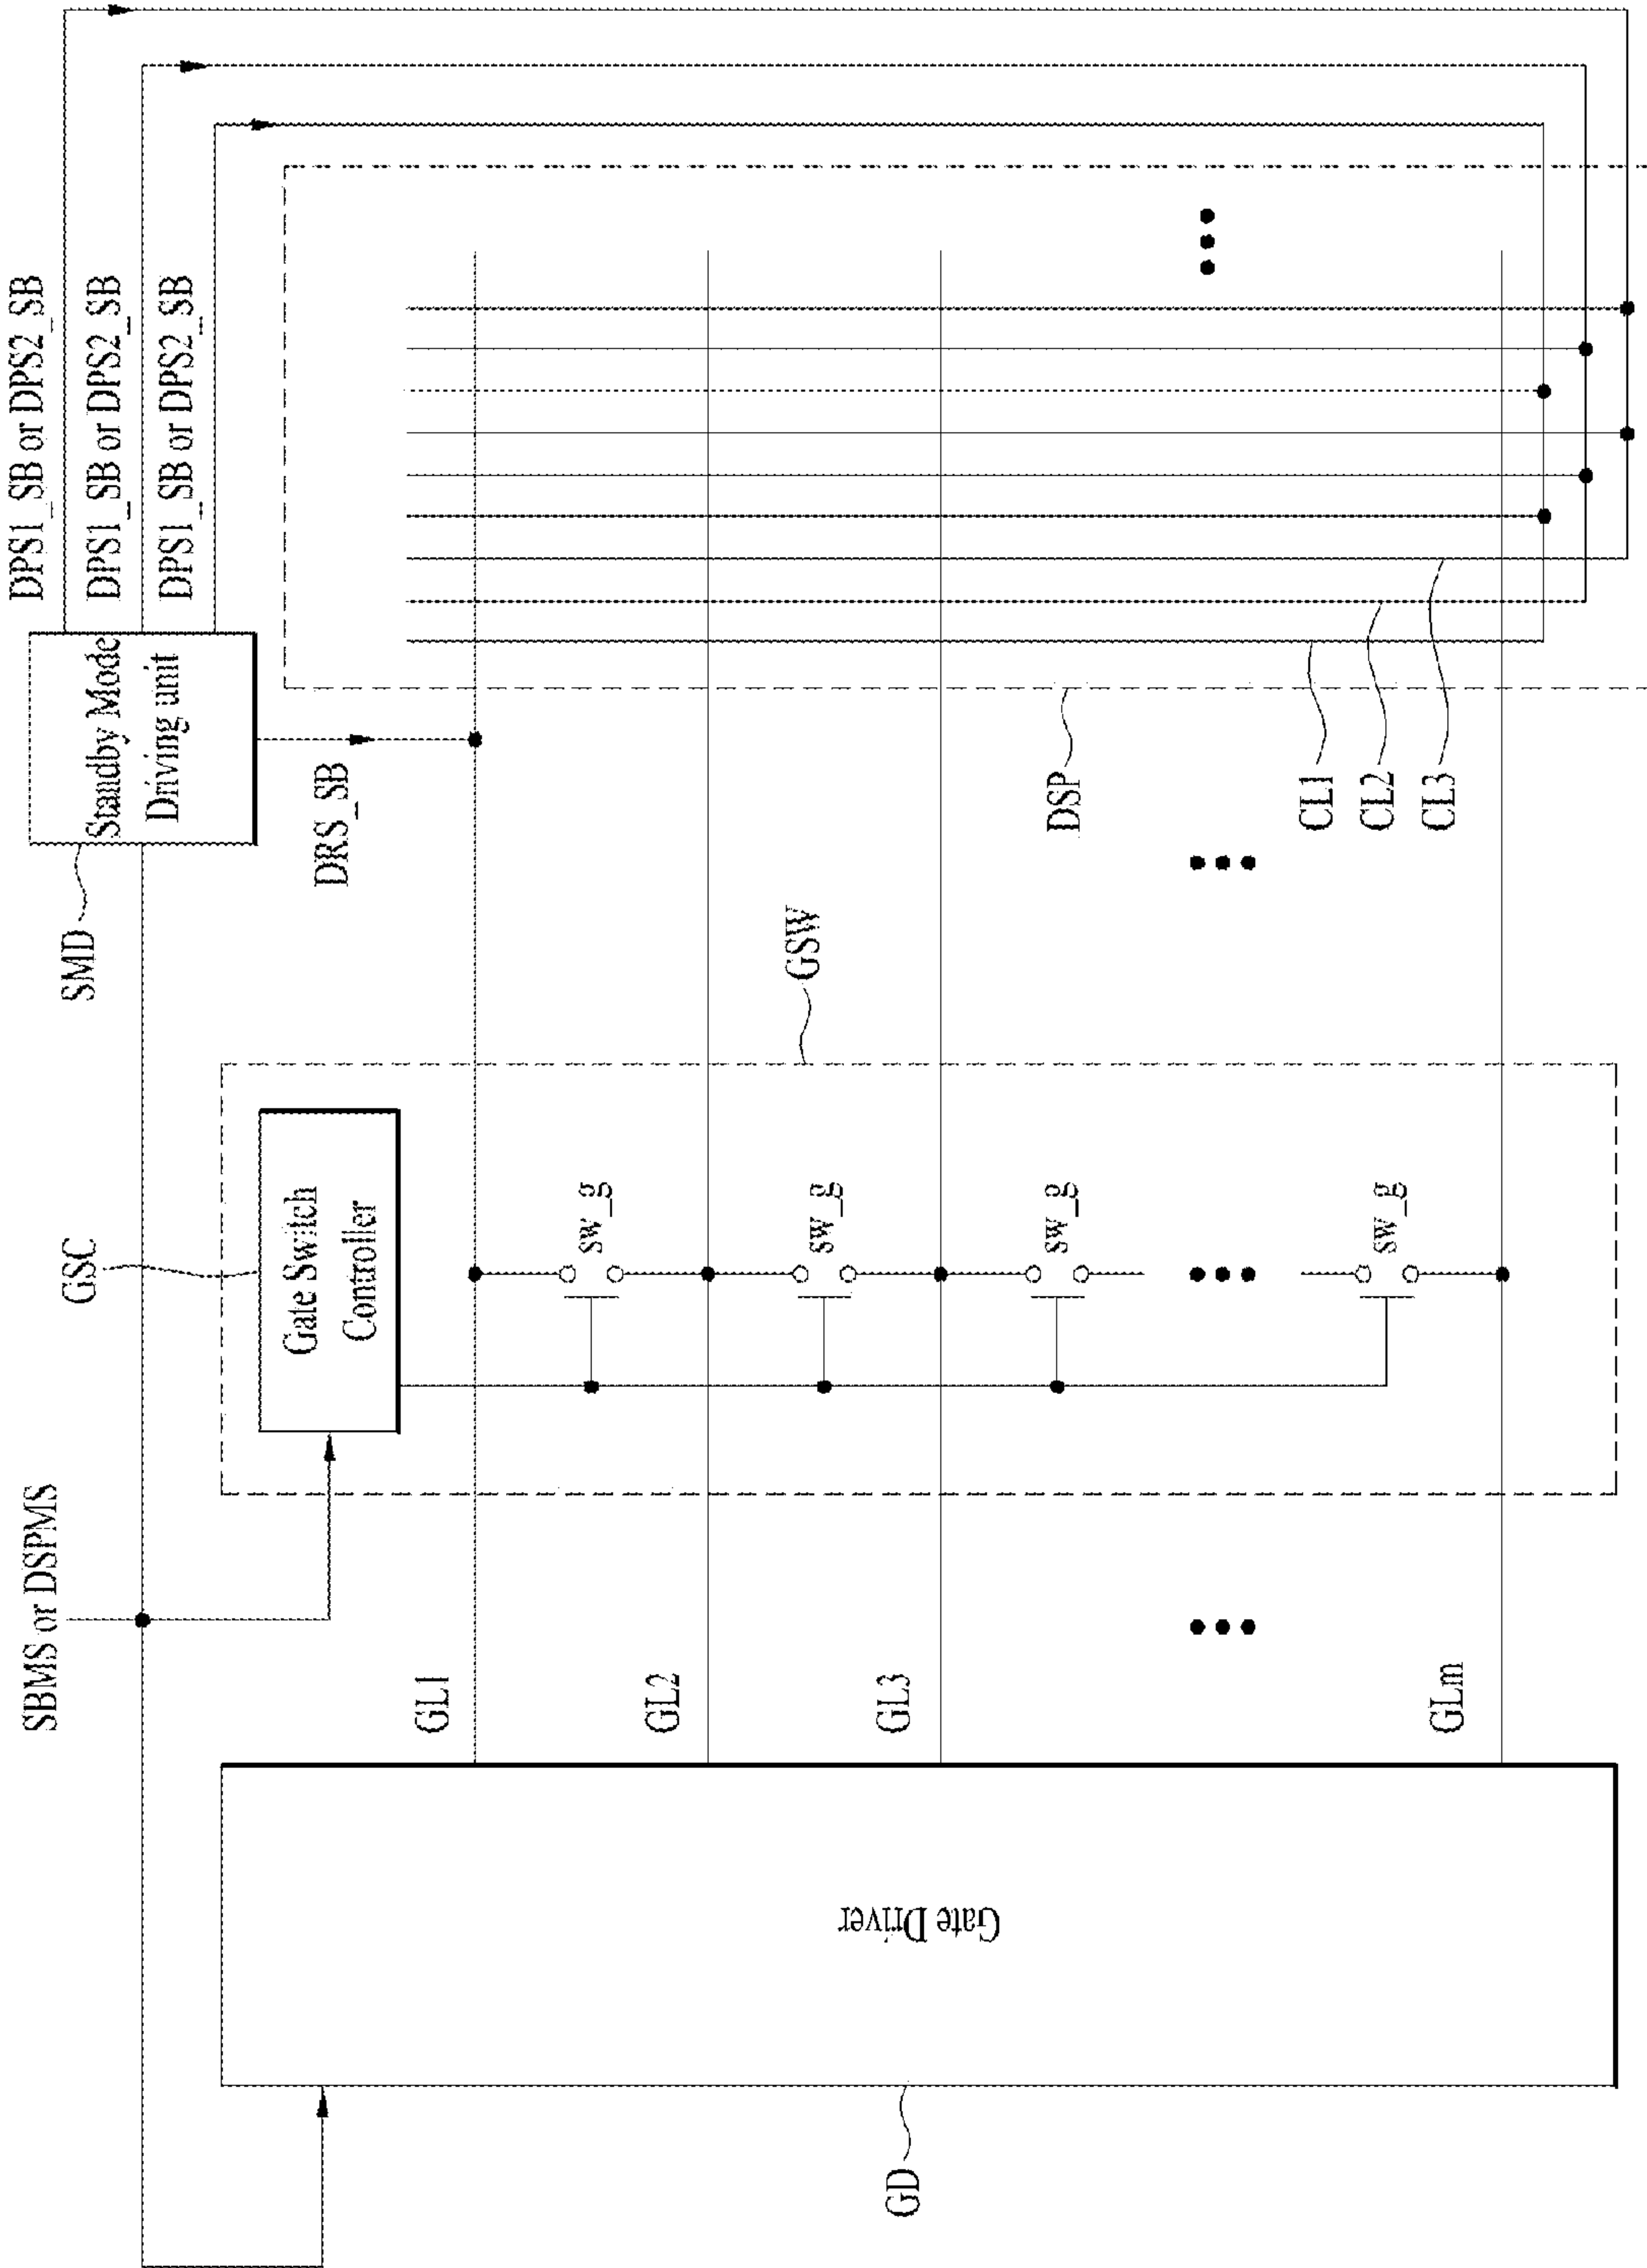 DPS1_SB or DPS2_SB
DPS1_SB or DPS2_SB
DPS1_SB or DPS2_SB
Standby Mode
Driving unit
SMD
DRS_SB
SBMS or DSPMS
GSC
Gate Switch
Controller
GSW
DSP
CL1
CL2
CL3
sw_g
sw_g
sw_g
sw_g
GL1
GL2
GL3
GLm
Gate Driver
GD